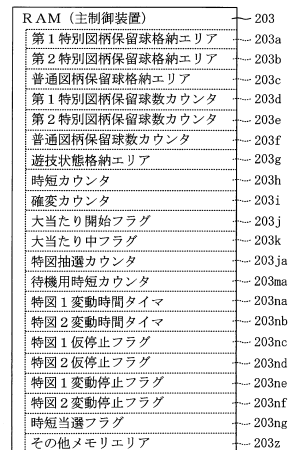 RAM（主制御装置） 203
第１特別図柄保留球格納エリア 203a
第２特別図柄保留球格納エリア 203b
普通図柄保留球格納エリア 203c
第１特別図柄保留球数カウンタ 203d
第２特別図柄保留球数カウンタ 203e
普通図柄保留球数カウンタ 203f
遊技状態格納エリア 203g
時短カウンタ 203h
確変カウンタ 203i
大当たり開始フラグ 203j
大当たり中フラグ 203k
特図抽選カウンタ 203ja
待機用時短カウンタ 203ma
特図１変動時間タイマ 203na
特図２変動時間タイマ 203nb
特図１仮停止フラグ 203nc
特図２仮停止フラグ 203nd
特図１変動停止フラグ 203ne
特図２変動停止フラグ 203nf
時短当選フラグ 203ng
その他メモリエリア 203z